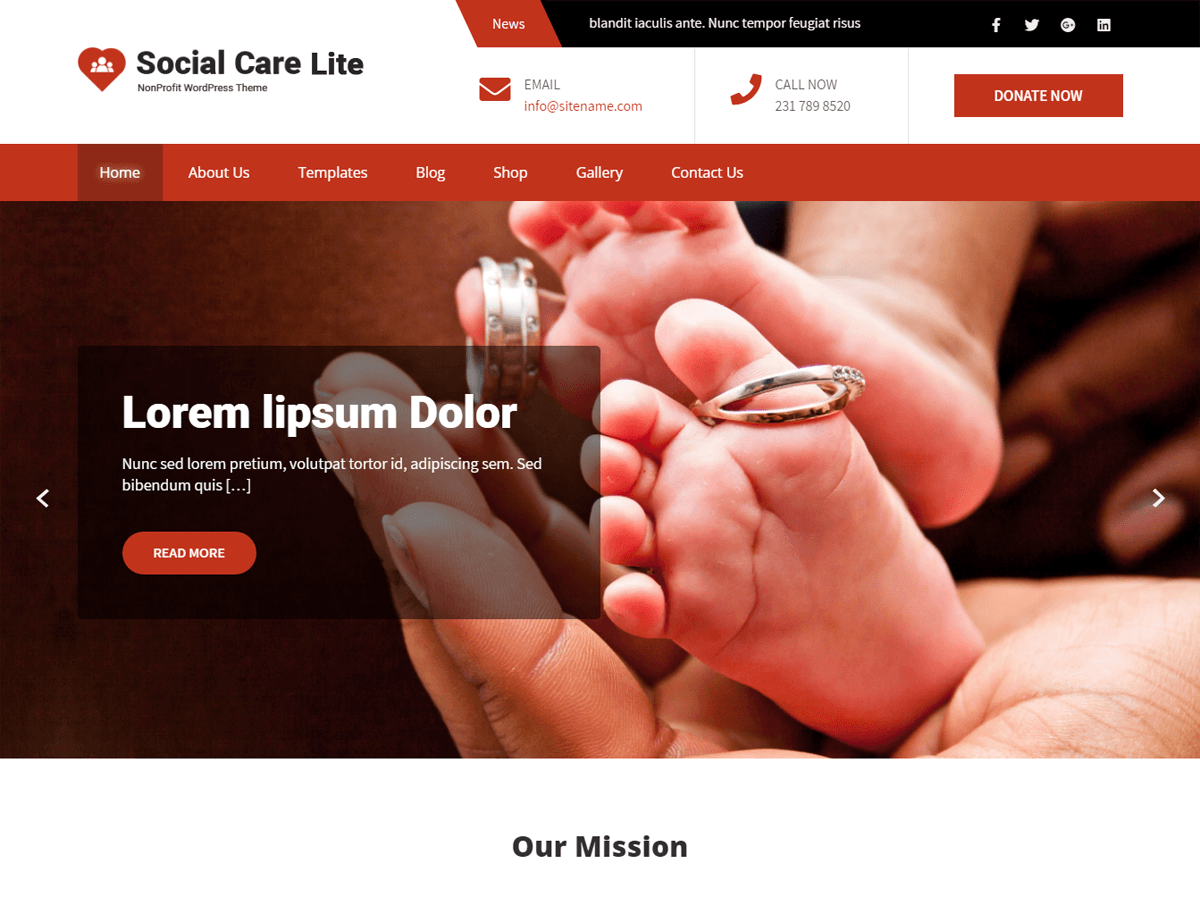 News
blandit iaculis ante. Nunc tempor feugiat risus
Social Care Lite
NonProfit WordPress Theme
EMAIL
info@sitename.com
CALL NOW
231 789 8520
DONATE NOW
Home
About Us
Templates
Blog
Shop
Gallery
Contact Us
Lorem Iipsum Dolor
Nunc sed lorem pretium, volutpat tortor id, adipiscing sem. Sed
bibendum quis […]
READ MORE
Our Mission